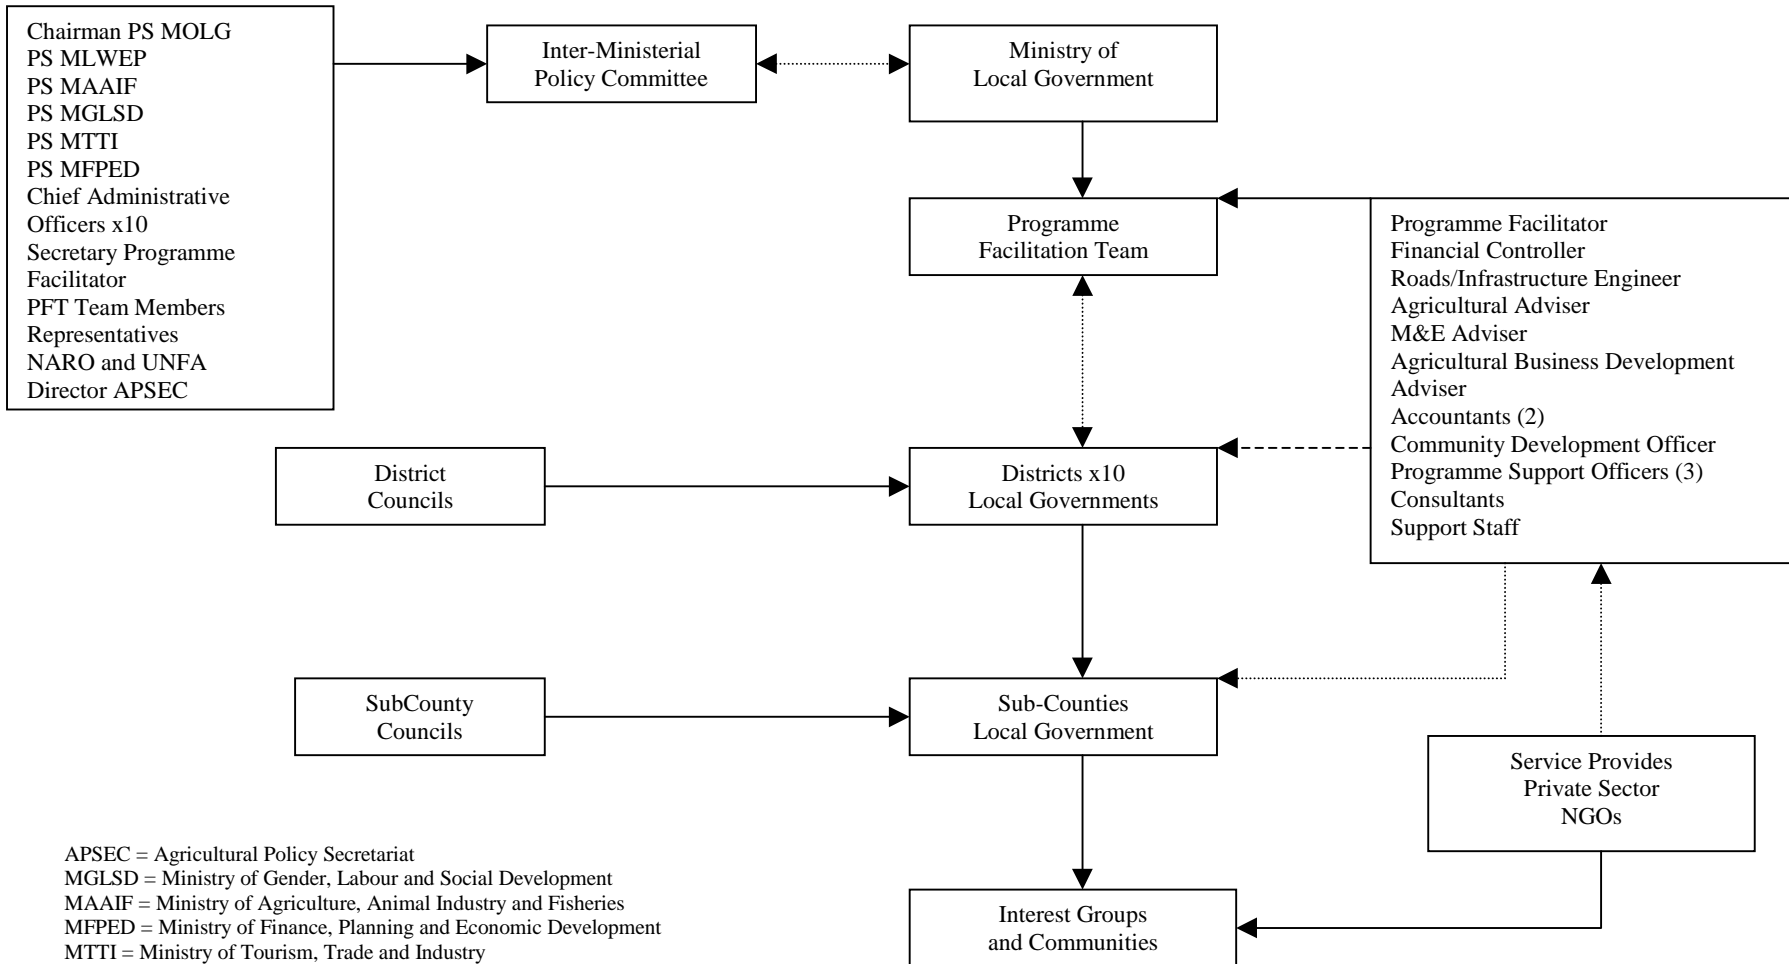 Chairman PS MOLG
PS MLWEP
PS MAAIF
PS MGLSD
PS MTTI
PS MFPED
Chief Administrative
Officers x10
Secretary Programme
Facilitator
PFT Team Members
Representatives
NARO and UNFA
Director APSEC
Inter-Ministerial
Policy Committee
Ministry of
Local Government
Programme
Facilitation Team
Programme Facilitator
Financial Controller
Roads/Infrastructure Engineer
Agricultural Adviser
M&E Adviser
Agricultural Business Development
Adviser
Accountants (2)
Community Development Officer
Programme Support Officers (3)
Consultants
Support Staff
District
Councils
Districts x10
Local Governments
SubCounty
Councils
Sub-Counties
Local Government
Service Provides
Private Sector
NGOs
Interest Groups
and Communities
APSEC = Agricultural Policy Secretariat
MGLSD = Ministry of Gender, Labour and Social Development
MAAIF = Ministry of Agriculture, Animal Industry and Fisheries
MFPED = Ministry of Finance, Planning and Economic Development
MTTI = Ministry of Tourism, Trade and Industry